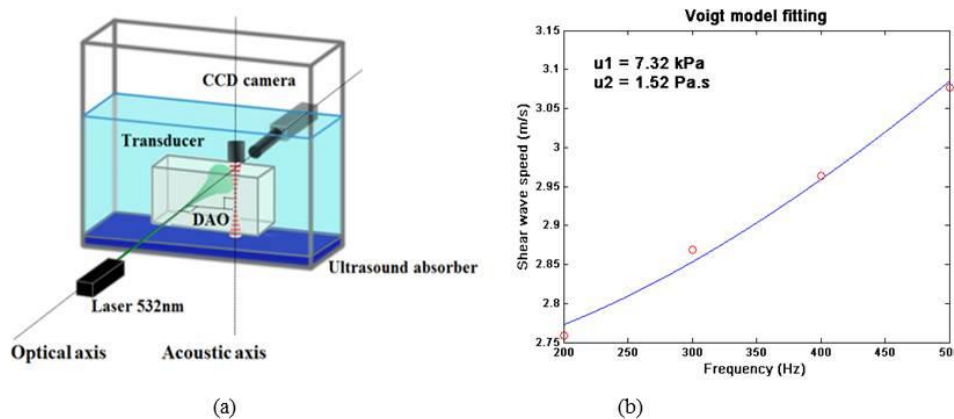 CCD camera
Transducer
DAO
Ultrasound absorber
Laser 532nm
Optical axis
Acoustic axis
(a)
Voigt model fitting
u1 = 7.32 kPa
u2 = 1.52 Pa.s
Shear wave speed (m/s)
3.15
3.1
3.05
3
2.95
2.9
2.85
2.8
2.75
200
250
300
350
400
450
50
Frequency (Hz)
(b)